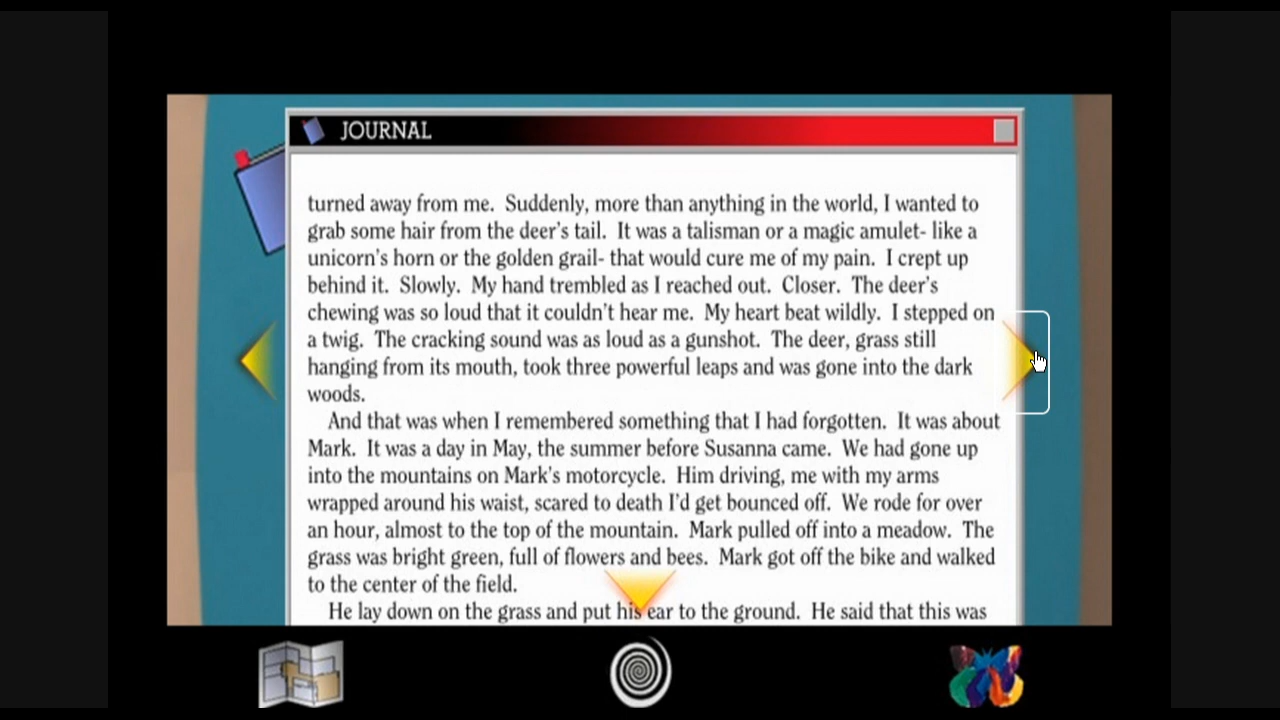 JOURNAL
turned away from me. Suddenly, more than anything in the world, I wanted to
grab some hair from the deer's tail. It was a talisman or a magic amulet- like a
unicorn's horn or the golden grail- that would cure me of my pain. I crept up
behind it. Slowly. My hand trembled as I reached out. Closer. The deer's
chewing was so loud that it couldn't hear me. My heart beat wildly. I stepped on
a twig. The cracking sound was as loud as a gunshot. The deer, grass still
hanging from its mouth, took three powerful leaps and was gone into the dark
woods.
And that was when I remembered something that I had forgotten. It was about
Mark. It was a day in May, the summer before Susanna came. We had gone up
into the mountains on Mark's motorcycle. Him driving, me with my arms
wrapped around his waist, scared to death I'd get bounced off. We rode for over
an hour, almost to the top of the mountain. Mark pulled off into a meadow. The
grass was bright green, full of flowers and bees. Mark got off the bike and walked
to the center of the field.
He lay down on the grass and put his ear to the ground. He said that this was